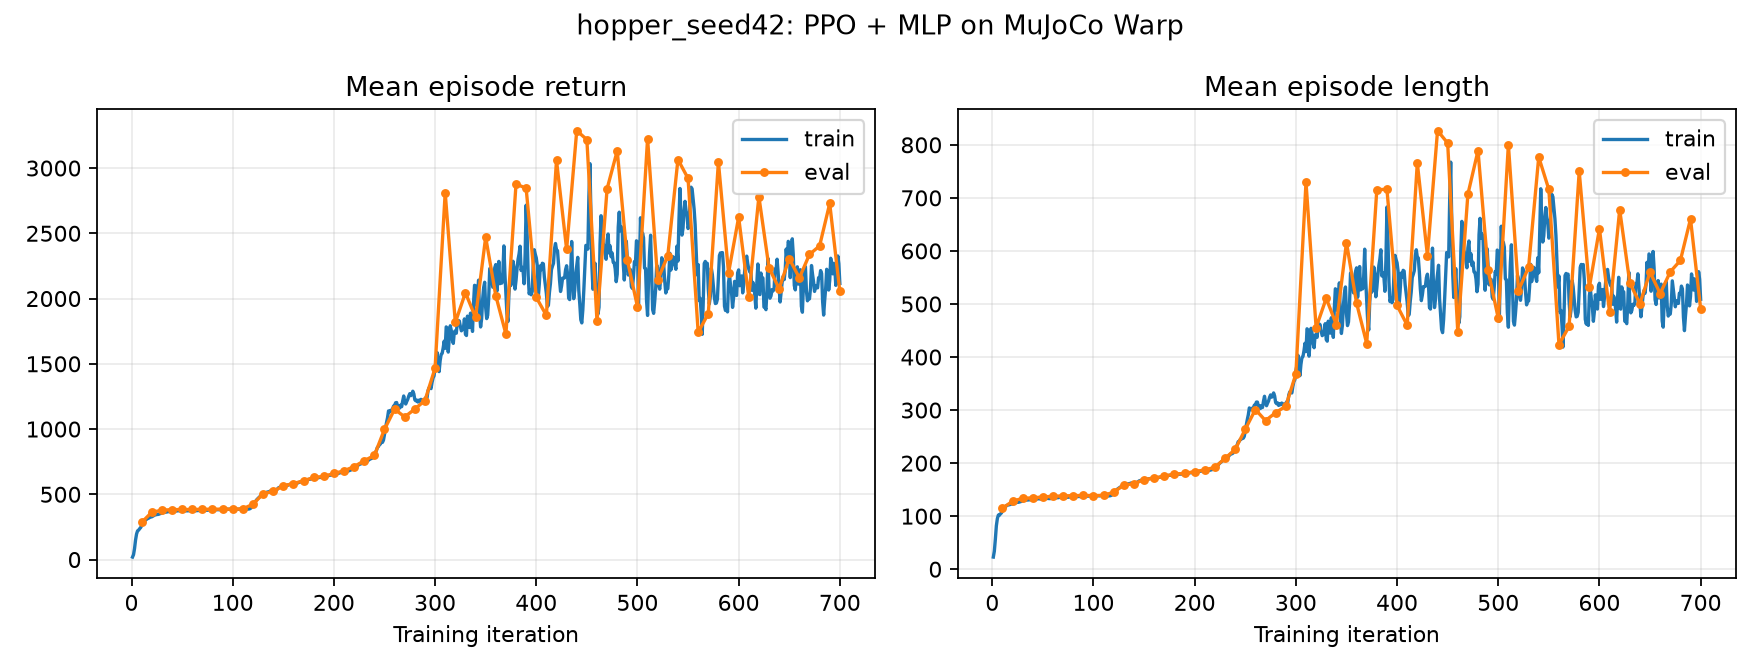 hopper_seed42: PPO + MLP on MuJoCo Warp
Mean episode return
3000
2500
2000
1500
1000
500
0
0 100 200 300 400 500 600 700
Training iteration
train
eval
Mean episode length
800
700
600
500
400
300
200
100
0
0 100 200 300 400 500 600 700
Training iteration
train
eval